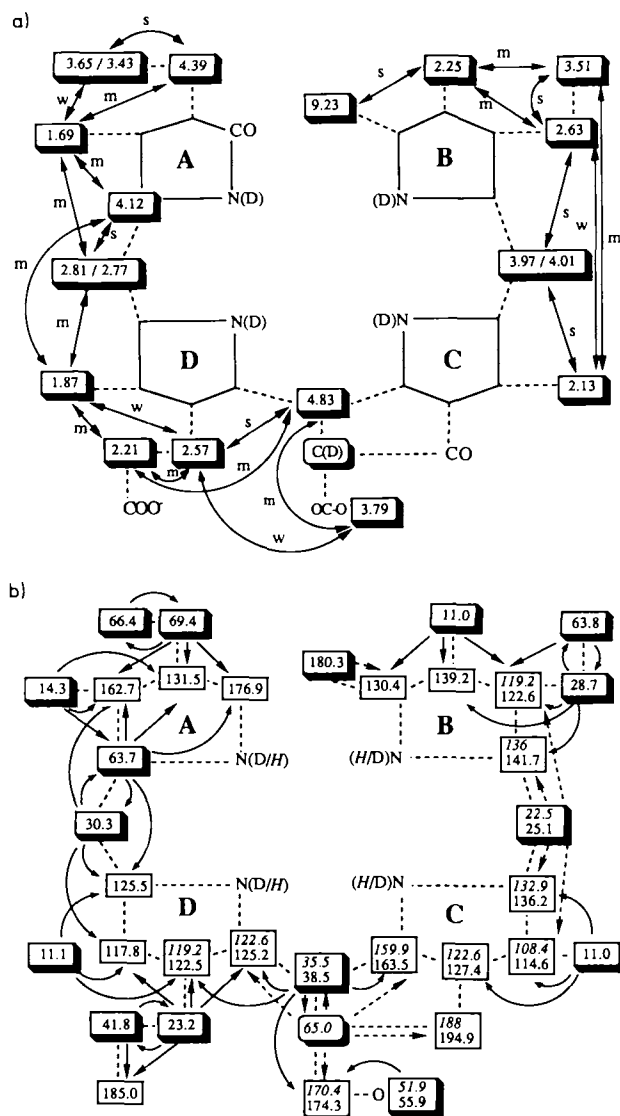 a)
s
3.65 / 3.43
4.39
w
m
1.69
CO
A
m
4.12
N(D)
m
s
m
2.81 / 2.77
m
N(D)
D
1.87
w
m
2.21
2.57
s
m
m
COO-
4.83
C(D)
OC-O
3.79
m
w
s
2.25
m
3.51
9.23
m
s
2.63
B
(D)N
s
w
m
3.97 / 4.01
(D)N
s
C
2.13
CO
b)
66.4
69.4
14.3
162.7
131.5
176.9
A
63.7
N(D/H)
30.3
125.5
N(D/H)
D
11.1
117.8
119.2
122.5
122.6
125.2
41.8
23.2
185.0
35.5
38.5
65.0
170.4
174.3
O
51.9
55.9
11.0
63.8
180.3
130.4
139.2
119.2
122.6
28.7
B
(H/D)N
136
141.7
22.5
25.1
(H/D)N
132.9
136.2
C
159.9
163.5
122.6
127.4
108.4
114.6
11.0
188
194.9